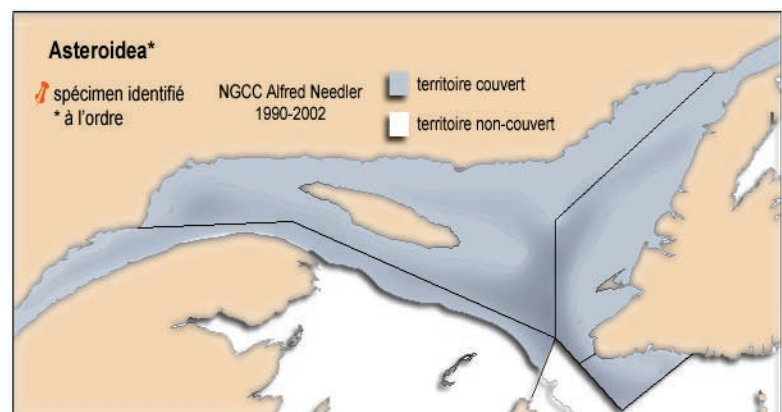 Asteroidea*
spécimen identifié
* à l'ordre
NGCC Alfred Needler
1990-2002
territoire couvert
territoire non-couvert